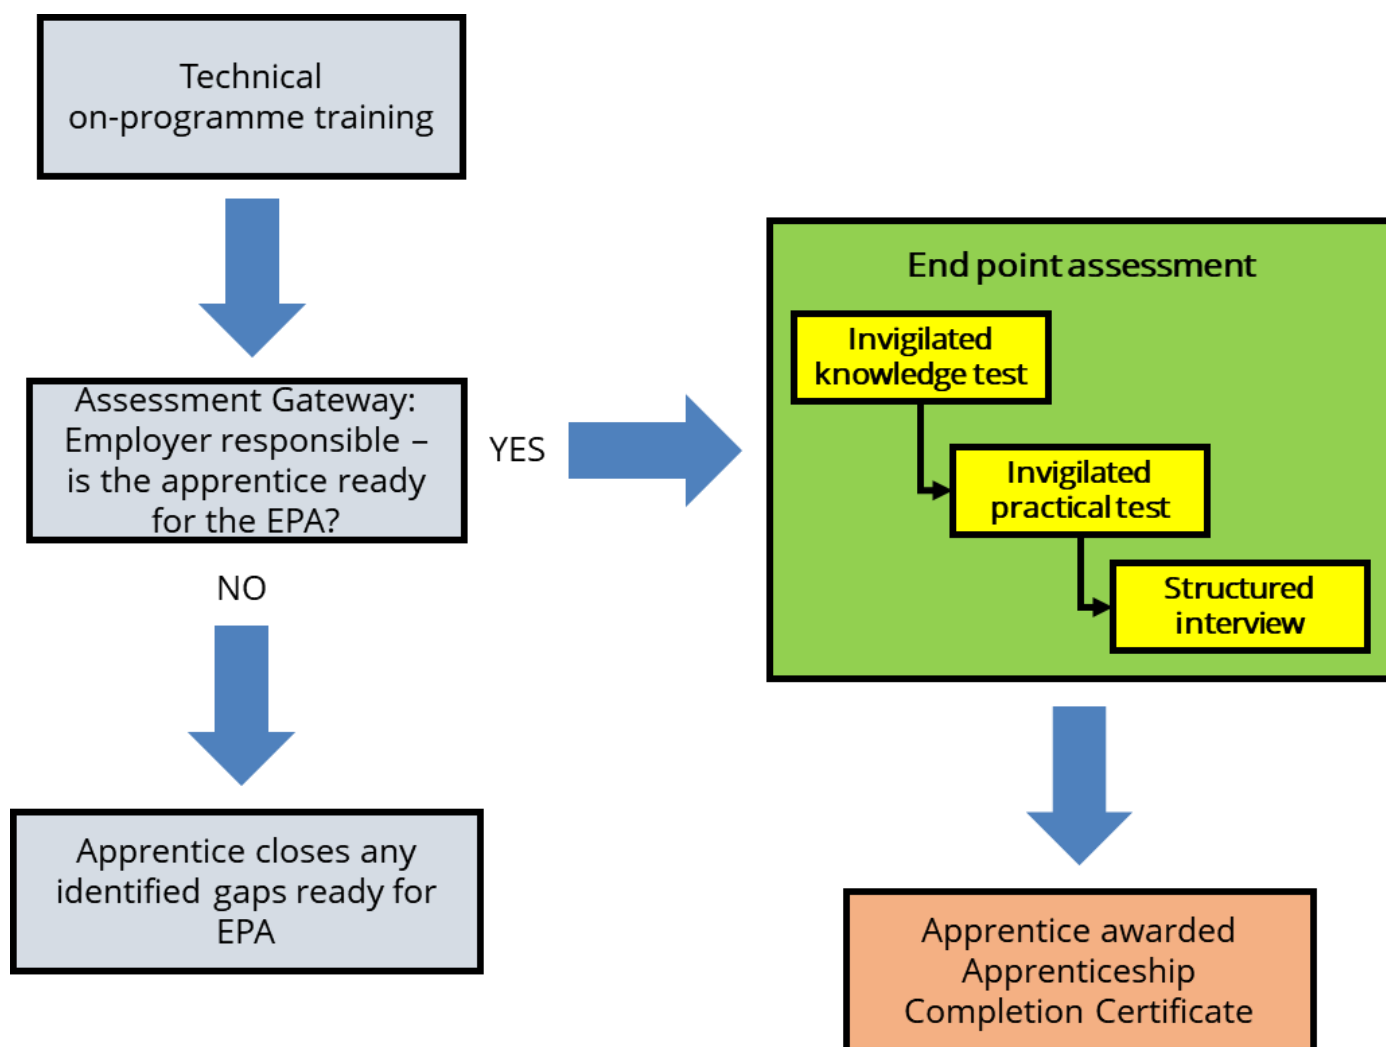 Technical
on-programme training
Assessment Gateway:
Employer responsible –
is the apprentice ready
for the EPA?
YES
NO
Apprentice closes any
identified gaps ready for
EPA
End point assessment
Invigilated
knowledge test
Invigilated
practical test
Structured
interview
Apprentice awarded
Apprenticeship
Completion Certificate